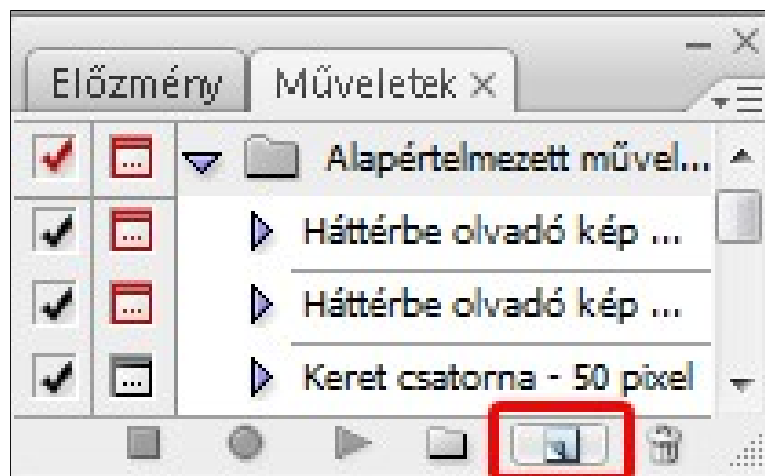 Előzmény Műveletek
Alapértelmezett művel...
Háttérbe olvadó kép ...
Háttérbe olvadó kép ...
Keret csatorna - 50 pixel